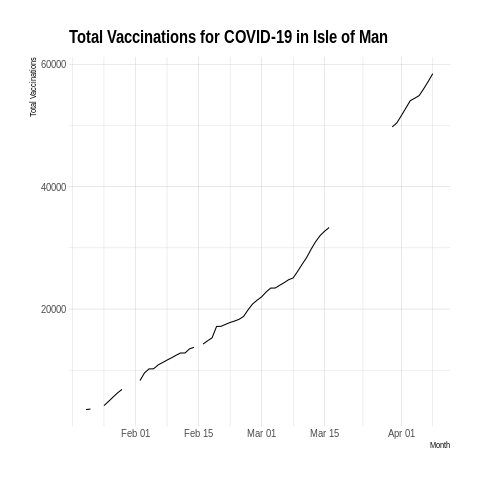 Total Vaccinations for COVID-19 in Isle of Man
Total Vaccinations
60000
40000
20000
Feb 01 Feb 15 Mar 01 Mar 15 Apr 01
Month